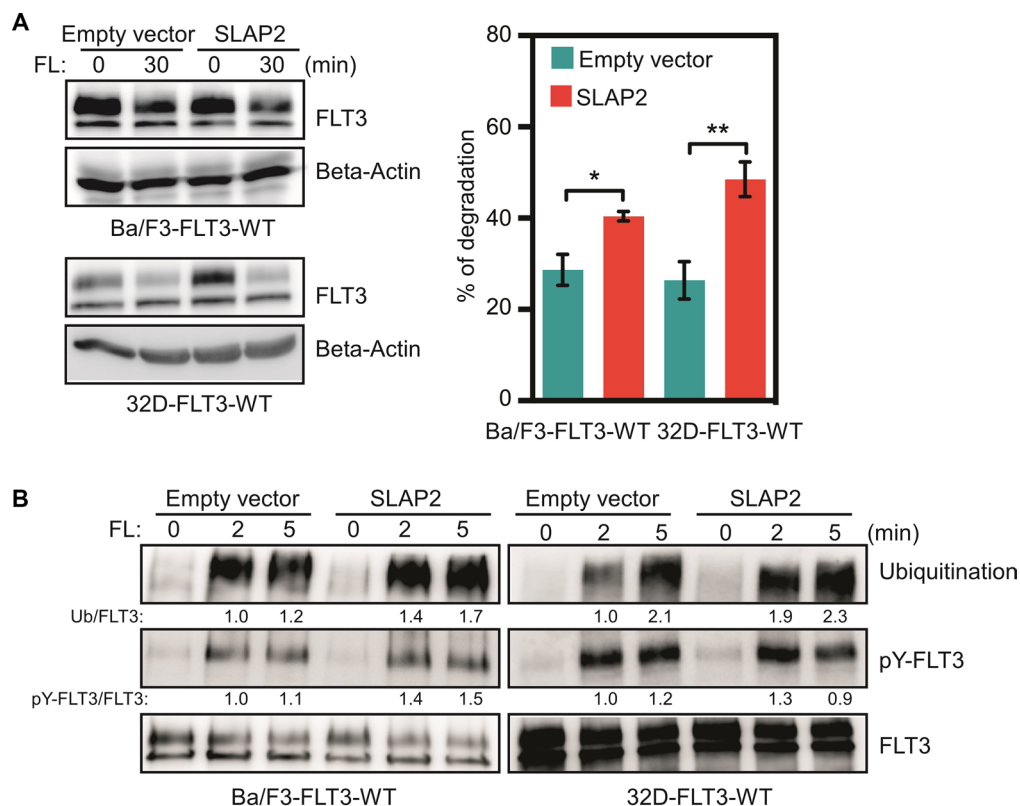 A
Empty vector SLAP2
FL: 0 30 0 30 (min)
FLT3
Beta-Actin
Ba/F3-FLT3-WT
FLT3
Beta-Actin
32D-FLT3-WT
80
60
40
20
0
% of degradation
Empty vector
SLAP2
*
**
Ba/F3-FLT3-WT 32D-FLT3-WT
B
Empty vector SLAP2 Empty vector SLAP2
FL: 0 2 5 0 2 5 0 2 5 0 2 5 (min)
Ubiquitination
Ub/FLT3: 1.0 1.2 1.4 1.7 1.0 2.1 1.9 2.3
pY-FLT3
pY-FLT3/FLT3: 1.0 1.1 1.4 1.5 1.0 1.2 1.3 0.9
FLT3
Ba/F3-FLT3-WT 32D-FLT3-WT